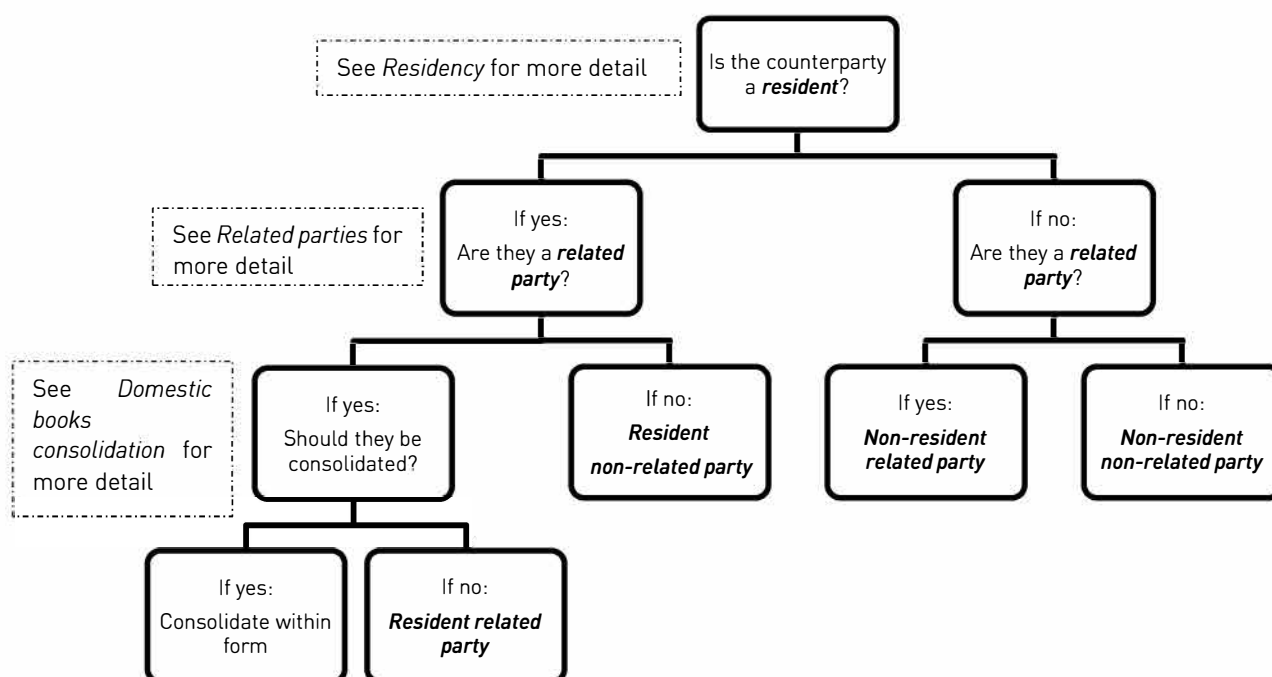 See Residency for more detail
Is the counterparty
a resident?
See Related parties for
more detail
If yes:
Are they a related
party?
If no:
Are they a related
party?
See Domestic
books
consolidation for
more detail
If yes:
Should they be
consolidated?
If no:
Resident
non-related party
If yes:
Non-resident
related party
If no:
Non-resident
non-related party
If yes:
Consolidate within
form
If no:
Resident related
party